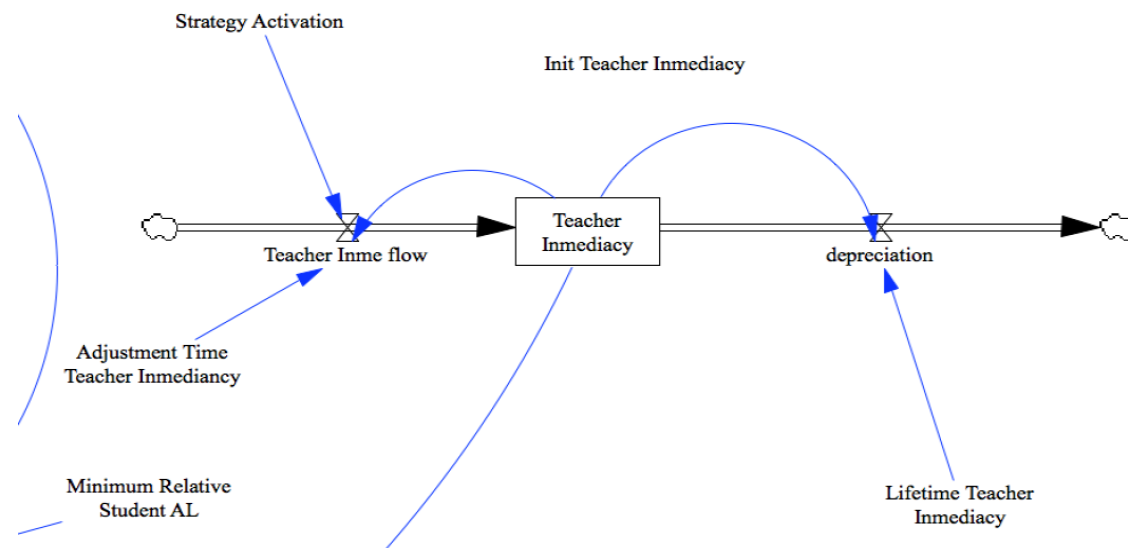 Strategy Activation
Init Teacher Inmediacy
Teacher
Inmediacy
Teacher Inme flow
depreciation
Adjustment Time
Teacher Inmediancy
Minimum Relative
Student AL
Lifetime Teacher
Inmediacy